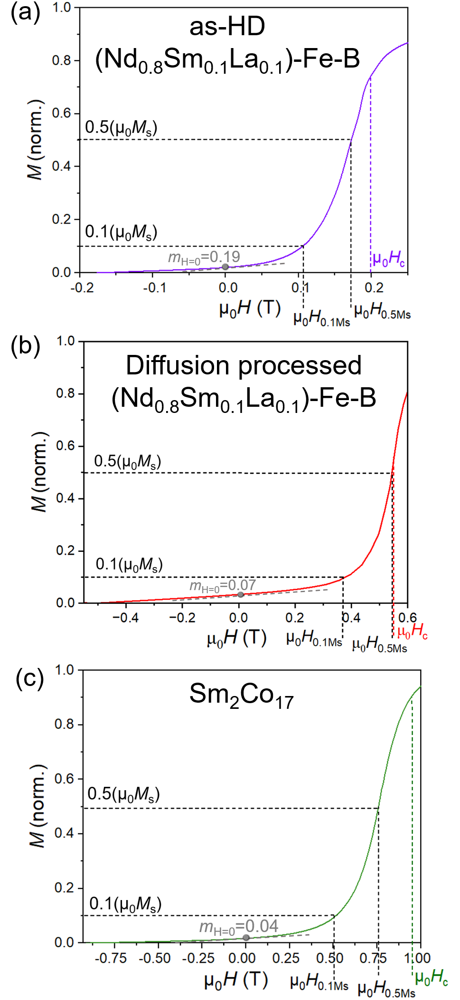 (a)
as-HD
(Nd0.8Sm0.1La0.1)-Fe-B
1.0
0.8
0.6
0.4
0.2
0.0
M (norm.)
0.5(μ0Ms)
0.1(μ0Ms)
mH=0=0.19
μ0Hc
-0.2
-0.1
0.0
0.1
0.2
μ0H (T)
μ0H0.1Ms
μ0H0.5Ms
(b)
Diffusion processed
(Nd0.8Sm0.1La0.1)-Fe-B
1.0
0.8
0.6
0.4
0.2
0.0
M (norm.)
0.5(μ0Ms)
0.1(μ0Ms)
mH=0=0.07
−0.4
−0.2
0.0
0.2
0.4
0.6
μ0H (T)
μ0H0.1Ms
μ0H0.5Ms
μ0Hc
(c)
Sm2Co17
1.0
0.8
0.6
0.4
0.2
0.0
M (norm.)
0.5(μ0Ms)
0.1(μ0Ms)
mH=0=0.04
-0.75
-0.50
-0.25
0.00
0.25
0.50
0.75
1.00
μ0H (T)
μ0H0.1Ms
μ0H0.5Ms
μ0Hc